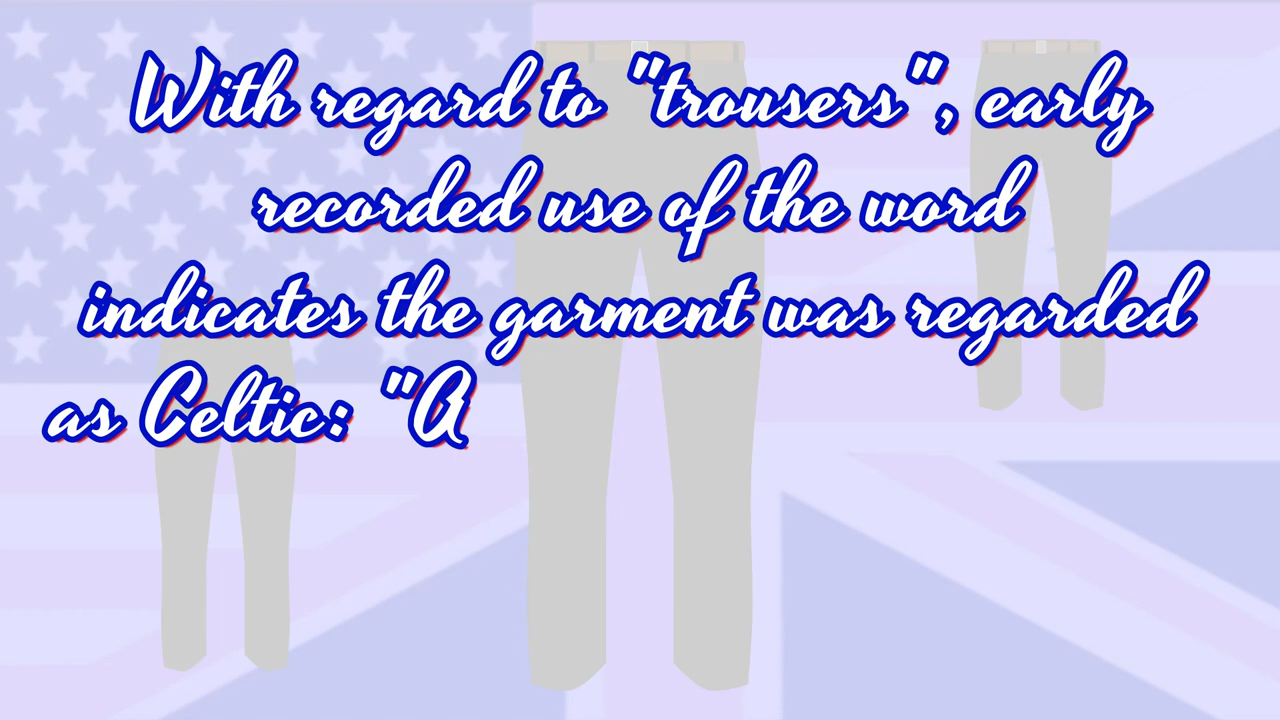 With regard to "trousers", early
recorded use of the word
indicates the garment was regarded
as Celtic: "A